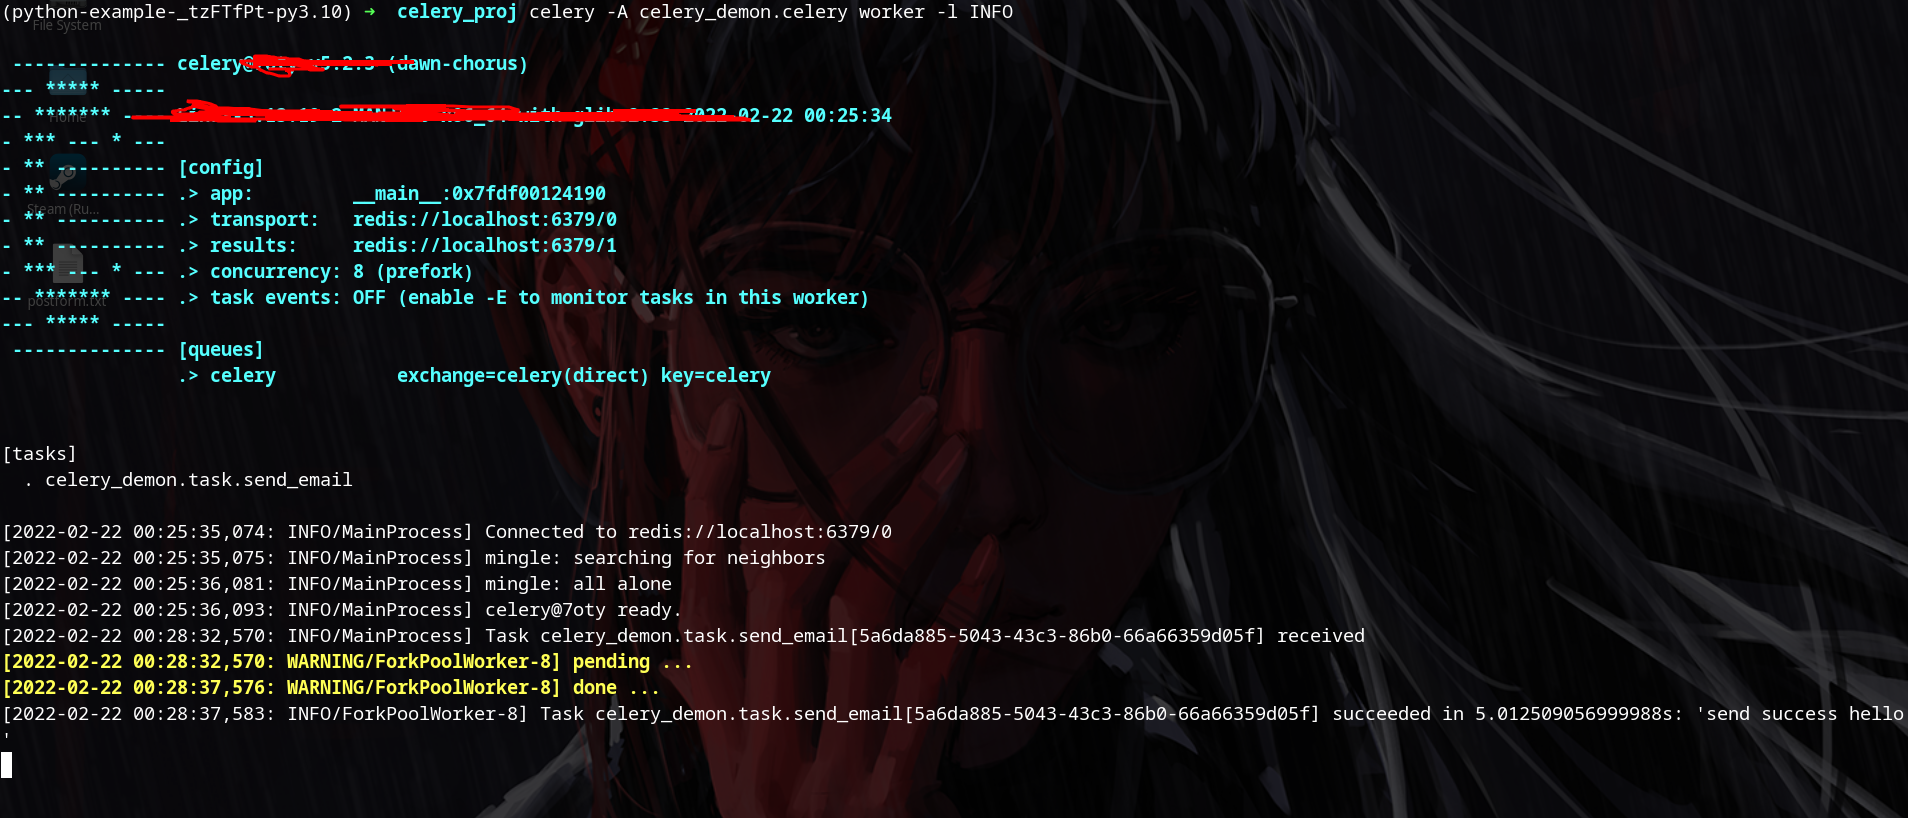 (python-example-_tzFTfPt-py3.10) ➜ celery_proj celery -A celery_demon.celery worker -l INFO
File System
-------------- celery@ v5.2.3 (dawn-chorus)
--- ***** -----
-- ******* ---- 2022-02-22 00:25:34
Home
- *** --- * ---
- ** ---------- [config]
- ** ---------- .> app: __main__:0x7fdf00124190
Steam (Ru...
- ** ---------- .> transport: redis://localhost:6379/0
- ** ---------- .> results: redis://localhost:6379/1
- *** --- * --- .> concurrency: 8 (prefork)
-- ******* ---- .> task events: OFF (enable -E to monitor tasks in this worker)
postform.txt
--- ***** -----
-------------- [queues]
.> celery exchange=celery(direct) key=celery
[tasks]
. celery_demon.task.send_email
[2022-02-22 00:25:35,074: INFO/MainProcess] Connected to redis://localhost:6379/0
[2022-02-22 00:25:35,075: INFO/MainProcess] mingle: searching for neighbors
[2022-02-22 00:25:36,081: INFO/MainProcess] mingle: all alone
[2022-02-22 00:25:36,093: INFO/MainProcess] celery@7oty ready.
[2022-02-22 00:28:32,570: INFO/MainProcess] Task celery_demon.task.send_email[5a6da885-5043-43c3-86b0-66a66359d05f] received
[2022-02-22 00:28:32,570: WARNING/ForkPoolWorker-8] pending ...
[2022-02-22 00:28:37,576: WARNING/ForkPoolWorker-8] done ...
[2022-02-22 00:28:37,583: INFO/ForkPoolWorker-8] Task celery_demon.task.send_email[5a6da885-5043-43c3-86b0-66a66359d05f] succeeded in 5.012509056999988s: 'send success hello
'